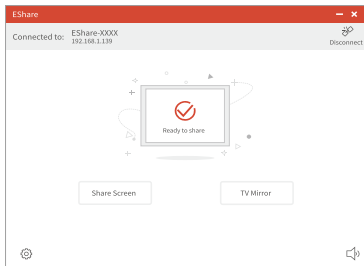 EShare
Connected to:
EShare-XXXX
192.168.1.139
Disconnect
Ready to share
Share Screen
TV Mirror